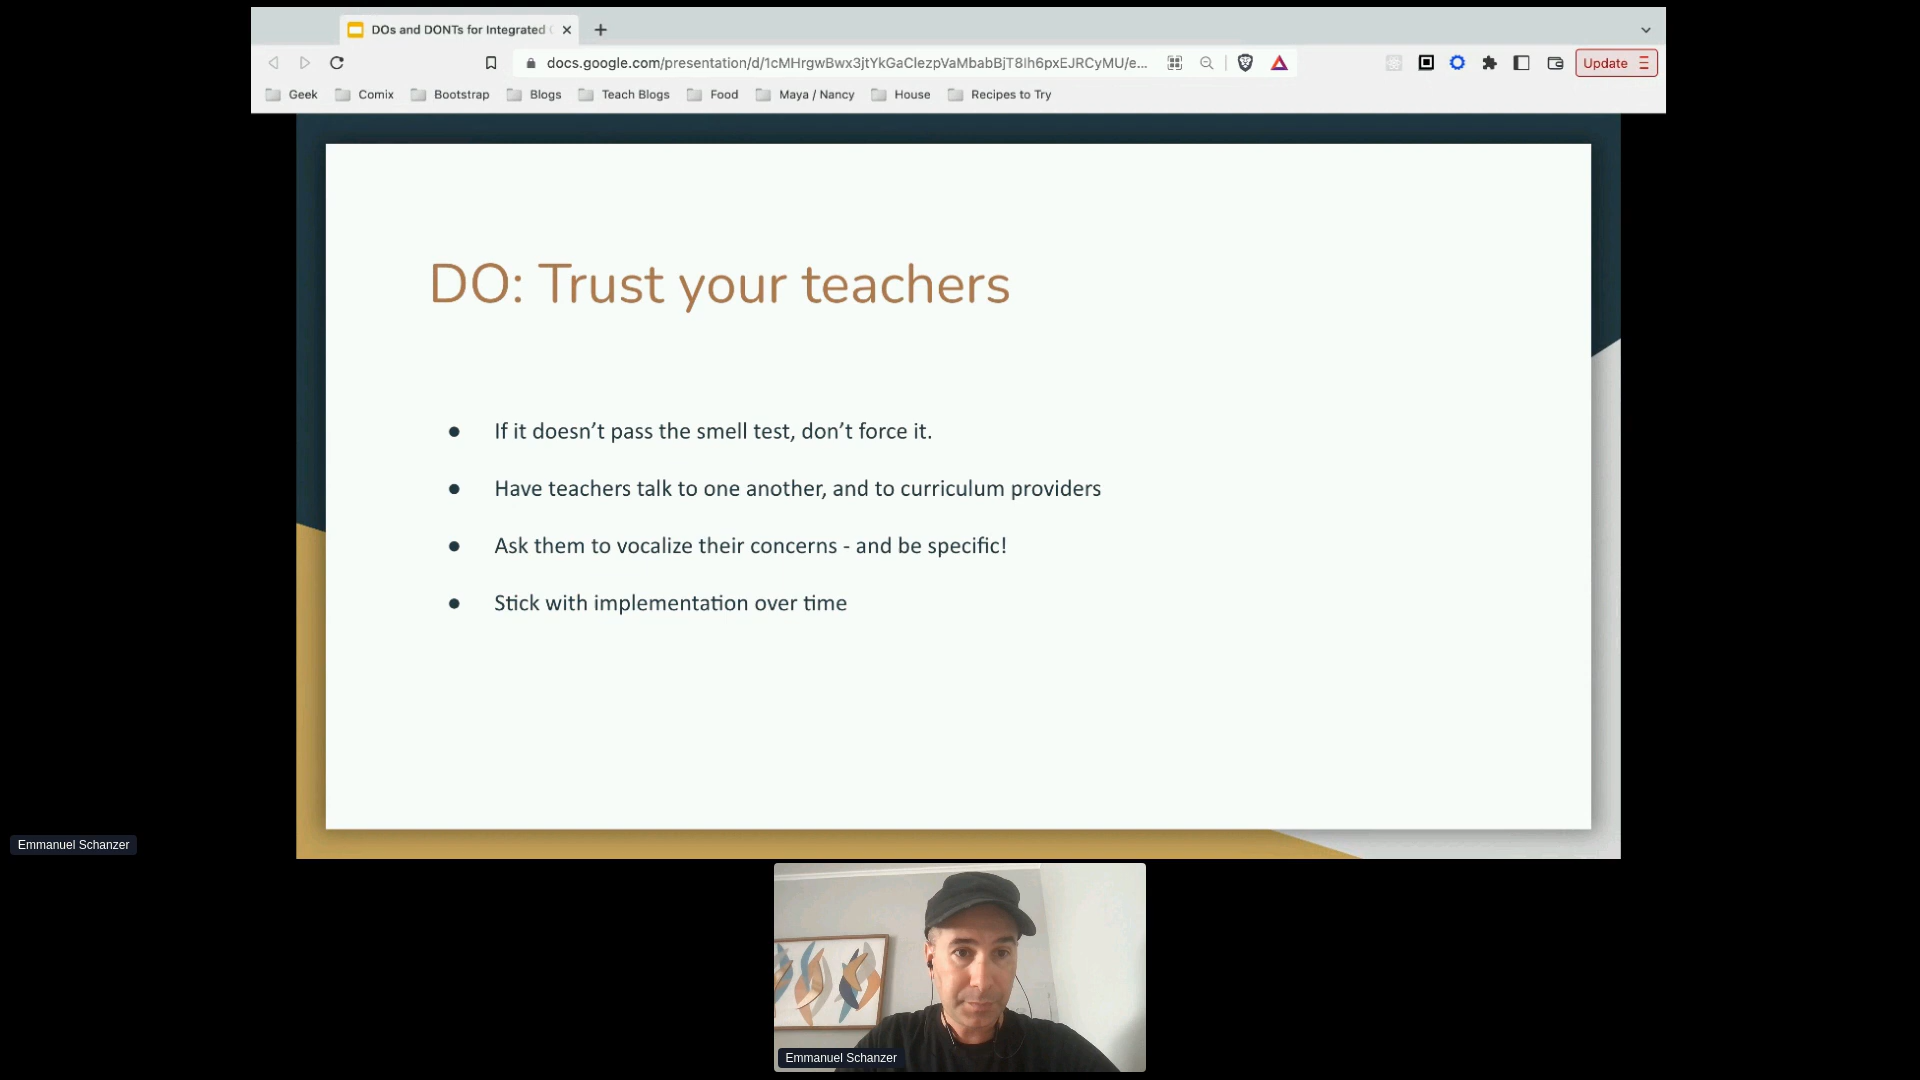 DOs and DONTs for Integrated
docs.google.com/presentation/d/1cMHrgwBwx3jtYkGaClezpVaMbabBjT8lh6pxEJRCyMU/e...
Update
Geek
Comix
Bootstrap
Blogs
Teach Blogs
Food
Maya / Nancy
House
Recipes to Try
DO: Trust your teachers
● If it doesn’t pass the smell test, don’t force it.
● Have teachers talk to one another, and to curriculum providers
● Ask them to vocalize their concerns - and be specific!
● Stick with implementation over time
Emmanuel Schanzer
Emmanuel Schanzer